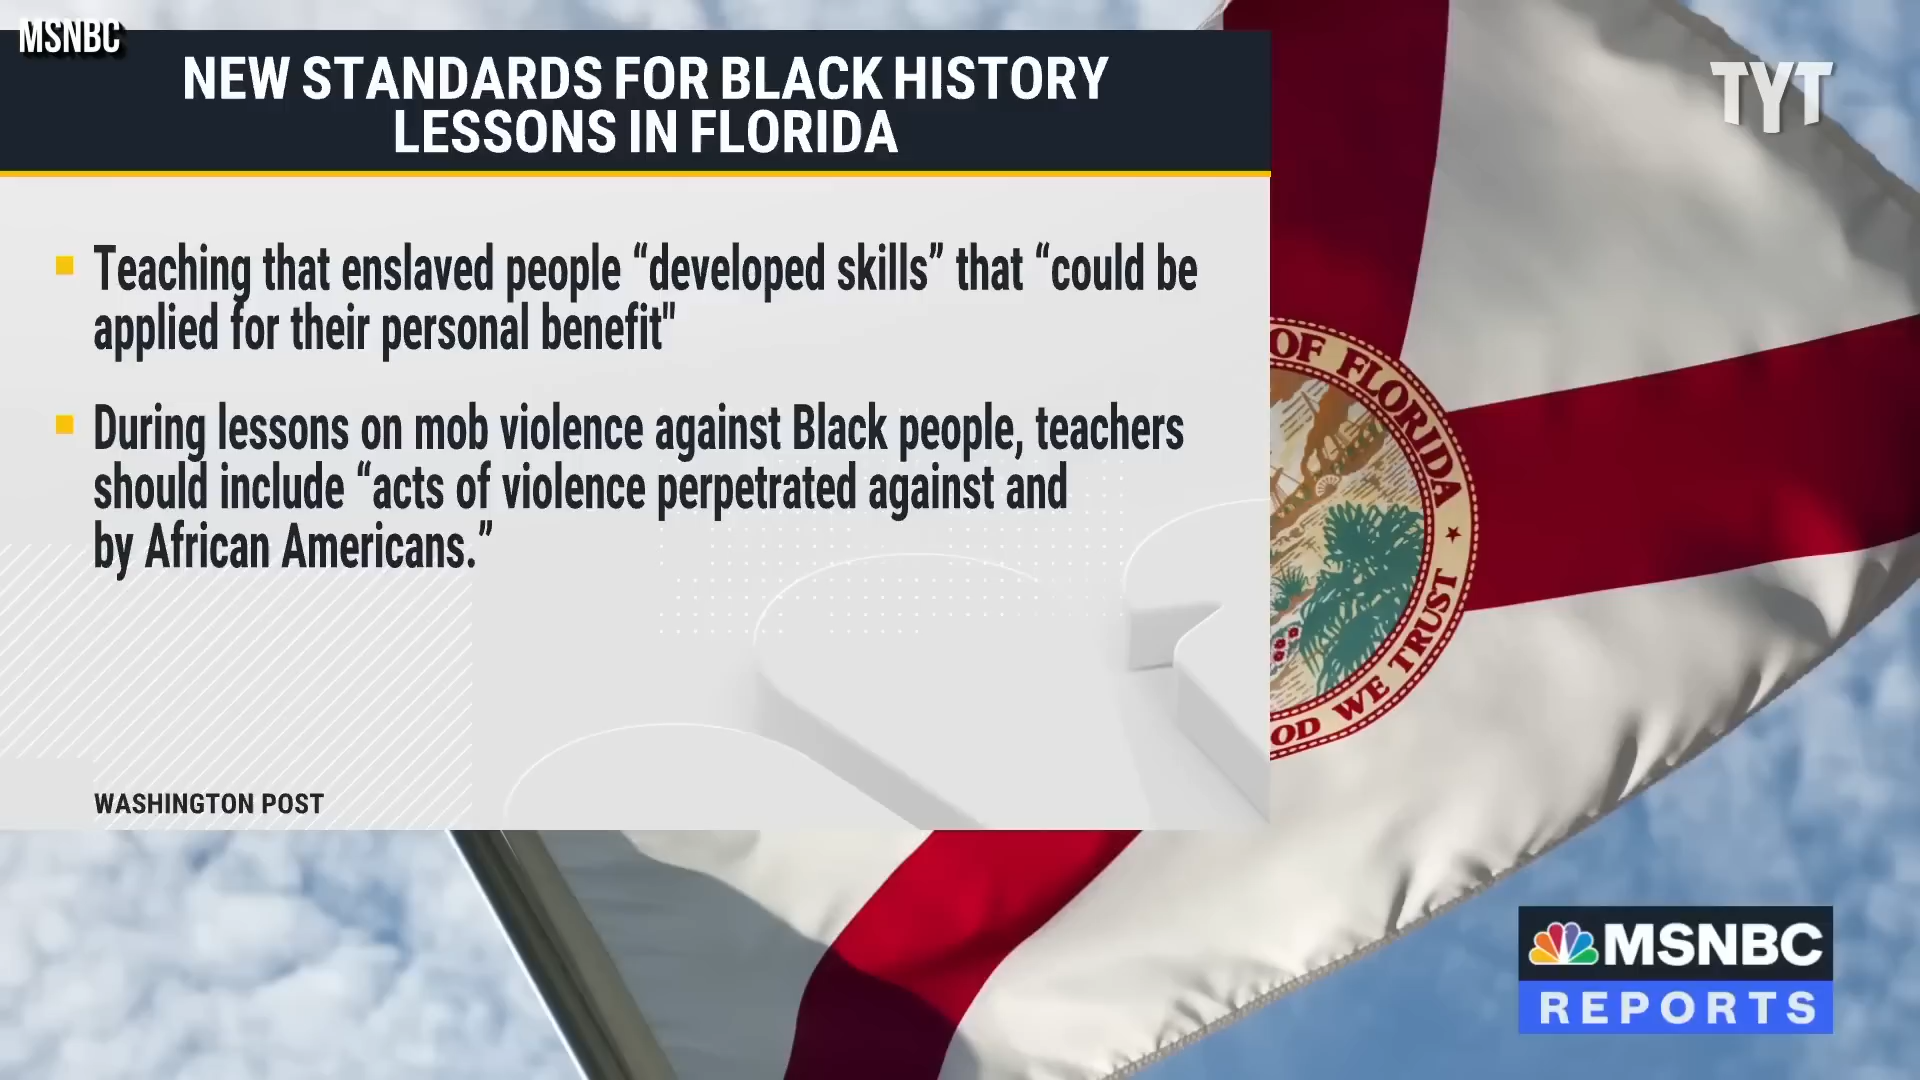 MSNBC
NEW STANDARDS FOR BLACK HISTORY
LESSONS IN FLORIDA
TYT
Teaching that enslaved people “developed skills” that “could be
applied for their personal benefit"
During lessons on mob violence against Black people, teachers
should include “acts of violence perpetrated against and
by African Americans.”
WASHINGTON POST
OF FLORIDA
OD WE TRUST
MSNBC
REPORTS